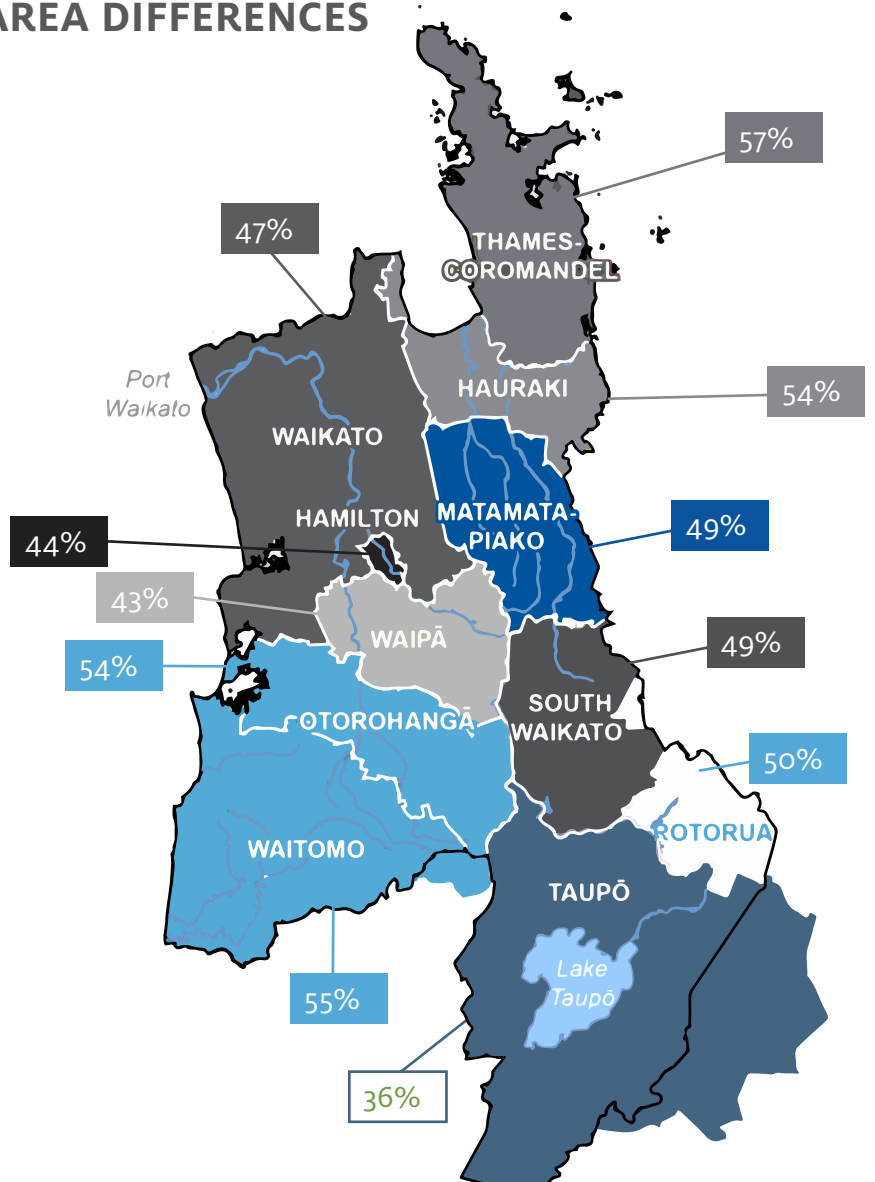 AREA DIFFERENCES
57%
47%
THAMES-
COROMANDEL
Port
Waikato
HAURAKI
54%
WAIKATO
HAMILTON
MATAMATA-
PIAKO
49%
44%
43%
WAIPĀ
49%
54%
SOUTH
WAIKATO
OTOROHANGĀ
50%
ROTORUA
WAITOMO
TAUPŌ
Lake
Taupō
55%
36%